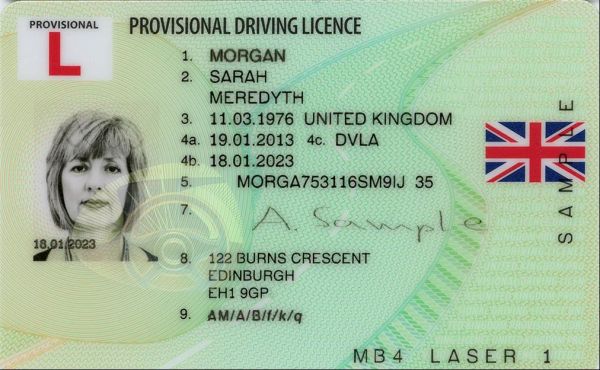 PROVISIONAL
L
PROVISIONAL DRIVING LICENCE
1. MORGAN
2. SARAH
MEREDYTH
3. 11.03.1976 UNITED KINGDOM
4a. 19.01.2013 4c. DVLA
4b. 18.01.2023
5. MORGA753116SM9IJ 35
7. A. Sample
18.01.2023
8. 122 BURNS CRESCENT
EDINBURGH
EH1 9GP
9. AM/A/B/f/k/q
SAMPLE
MB4 LASER 1